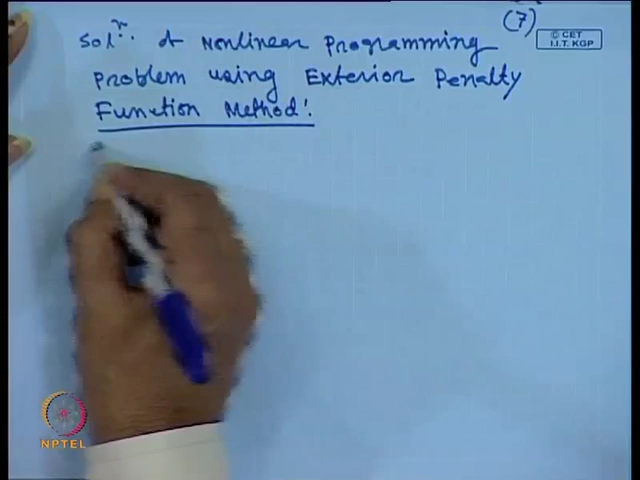 (7)
© CET
I.I.T. KGP
Solⁿ. of Nonlinear Programming
Problem using Exterior Penalty
Function Method:
NPTEL